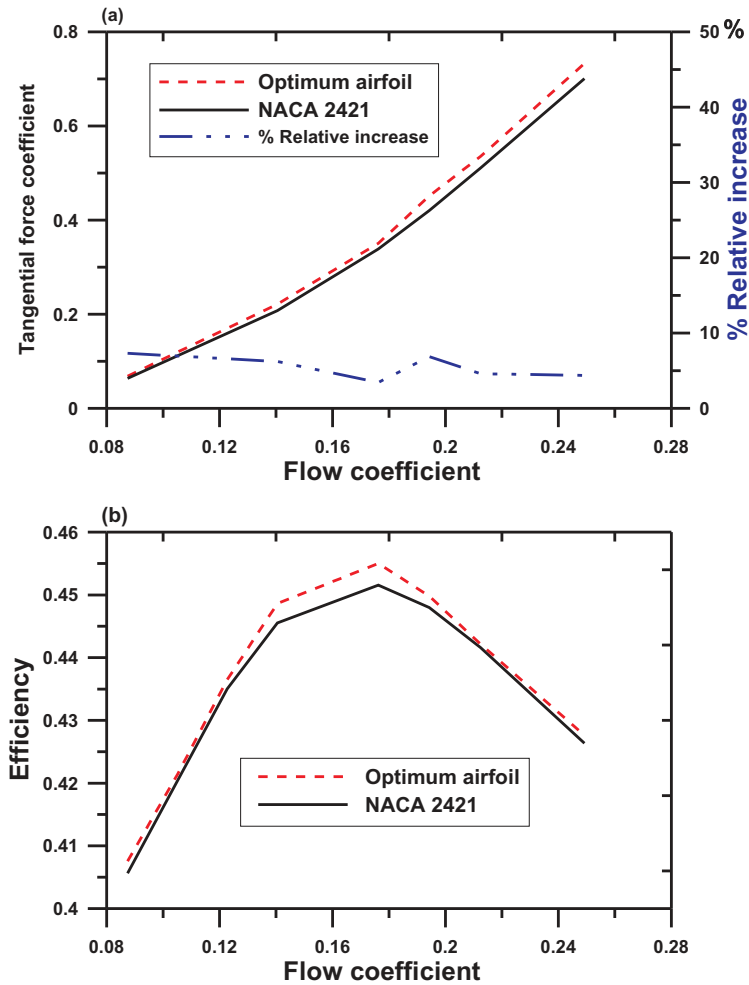 (a)
50 %
0.8
40
0.6
30
0.4
20
0.2
10
0
0
Tangential force coefficient
% Relative increase
Optimum airfoil
NACA 2421
% Relative increase
0.08 0.12 0.16 0.2 0.24 0.28
Flow coefficient
(b)
0.46
0.45
0.44
0.43
0.42
0.41
0.4
Efficiency
Optimum airfoil
NACA 2421
0.08 0.12 0.16 0.2 0.24 0.28
Flow coefficient